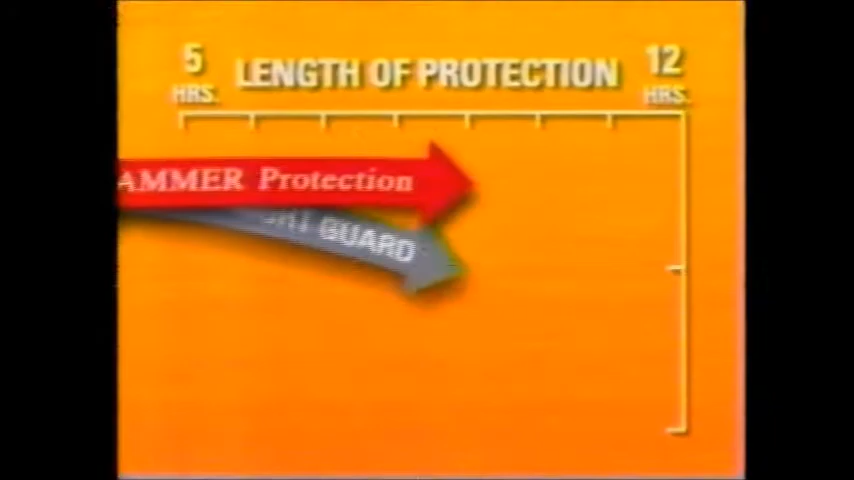 5 LENGTH OF PROTECTION 12
HRS. HRS.
AMMER Protection
GUARD